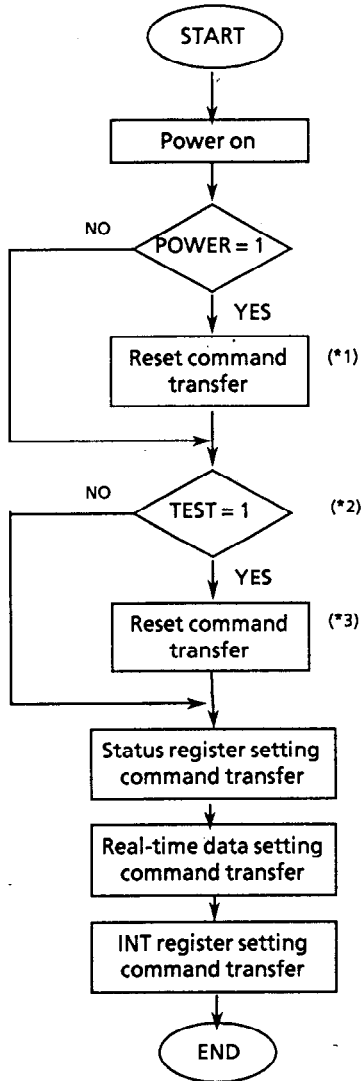 START
Power on
NO
POWER = 1
YES
Reset command
transfer
(*1)
NO
TEST = 1
(*2)
YES
Reset command
transfer
(*3)
Status register setting
command transfer
Real-time data setting
command transfer
INT register setting
command transfer
END